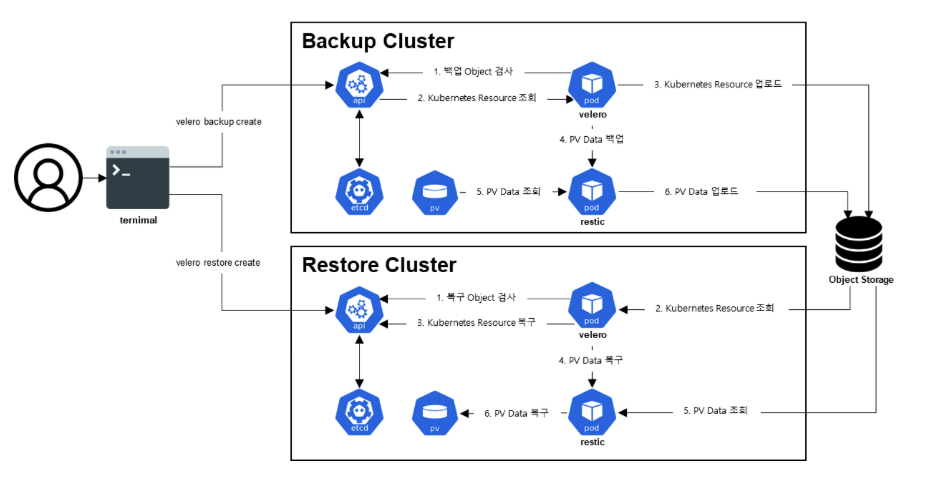 Backup Cluster
api
1. 백업 Object 검사
2. Kubernetes Resource 조회
pod
velero
3. Kubernetes Resource 업로드
velero backup create
4. PV Data 백업
ternimal
etcd
pv
5. PV Data 조회
pod
restic
6. PV Data 업로드
Object Storage
velero restore create
Restore Cluster
api
1. 복구 Object 검사
3. Kubernetes Resource 복구
pod
velero
2. Kubernetes Resource 조회
4. PV Data 복구
etcd
pv
6. PV Data 복구
pod
restic
5. PV Data 조회